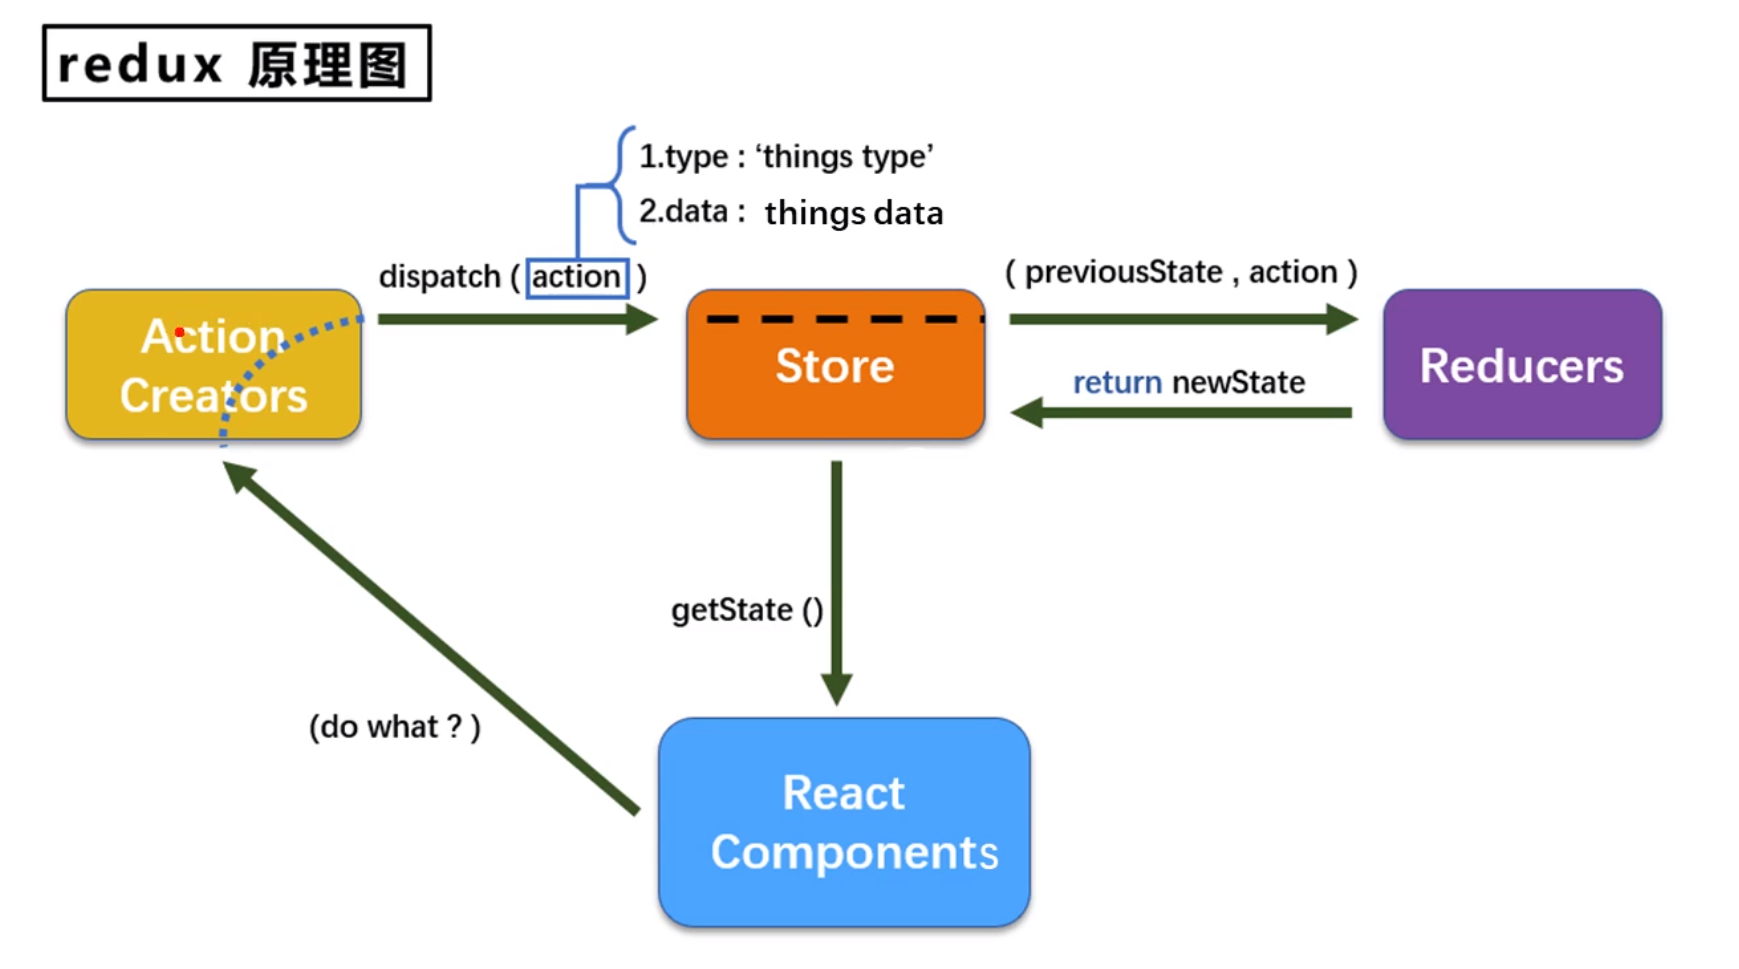 redux 原理图
1.type : ‘things type’
2.data : things data
dispatch ( action )
( previousState , action )
Action
Creators
Store
return newState
Reducers
getState ()
(do what ? )
React
Components